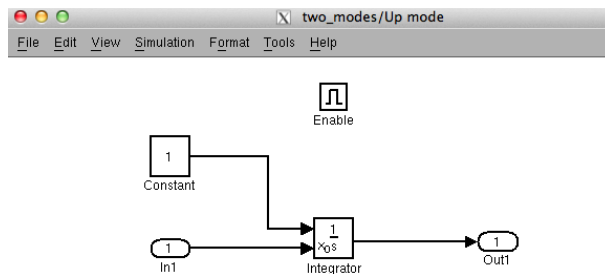 two_modes/Up mode
File Edit View Simulation Format Tools Help
Enable
1
Constant
1
In1
1
s
x₀
Integrator
1
Out1